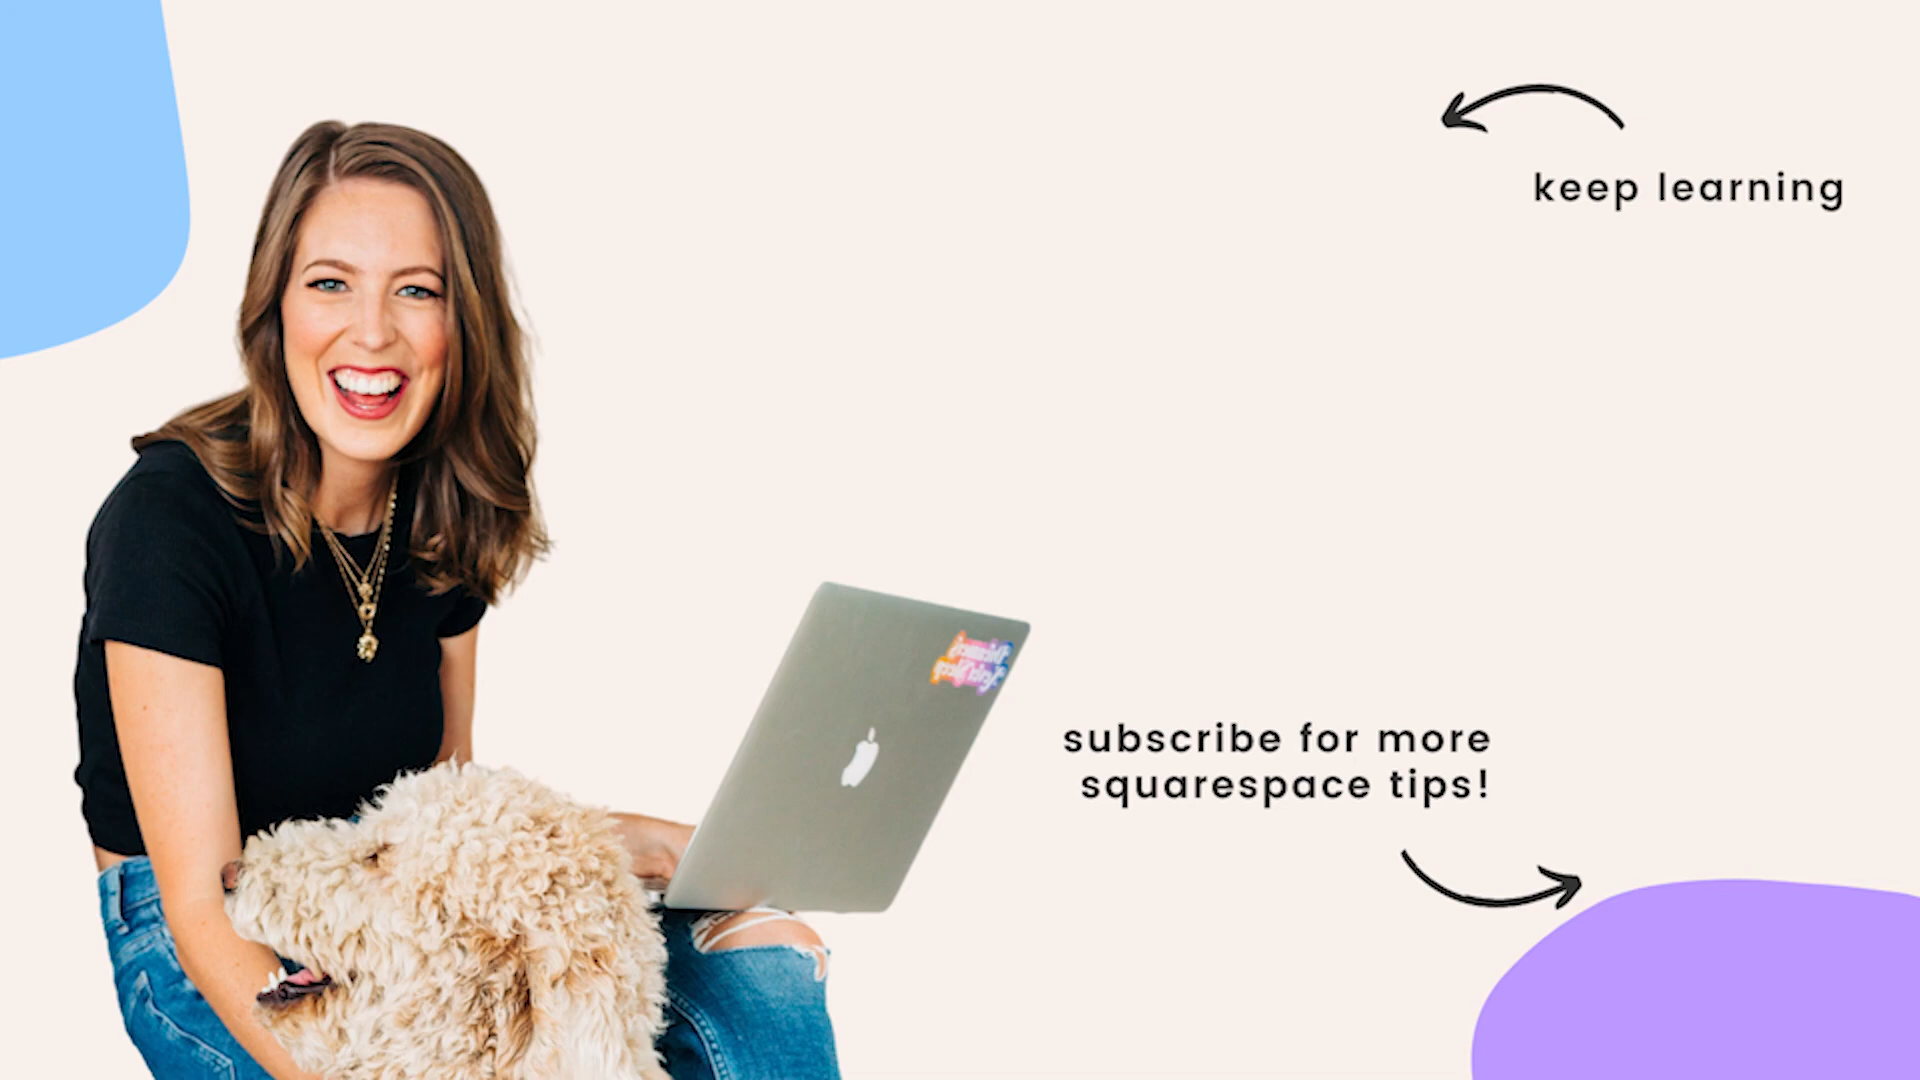 keep learning
subscribe for more
squarespace tips!